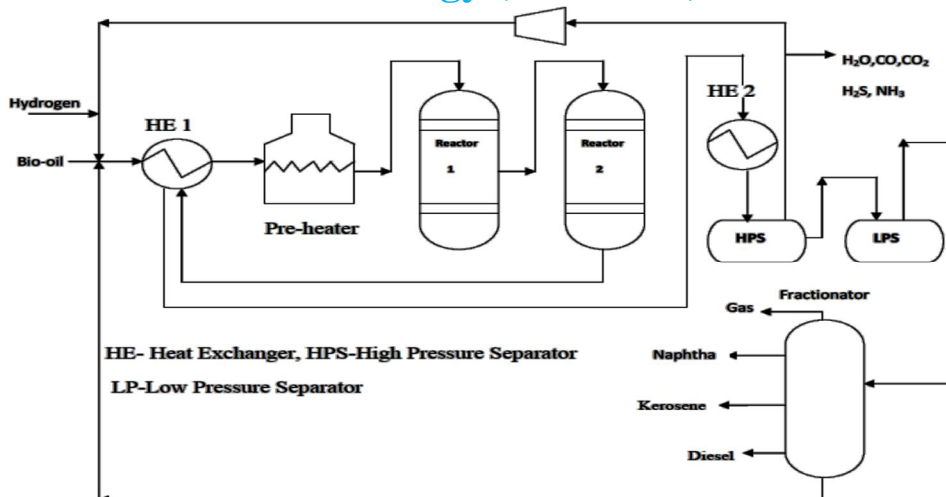 H₂O,CO,CO₂
H₂S, NH₃
Hydrogen
HE 1
HE 2
Bio-oil
Reactor
1
Reactor
2
Pre-heater
HPS
LPS
Fractionator
Gas
HE- Heat Exchanger, HPS-High Pressure Separator
LP-Low Pressure Separator
Naphtha
Kerosene
Diesel